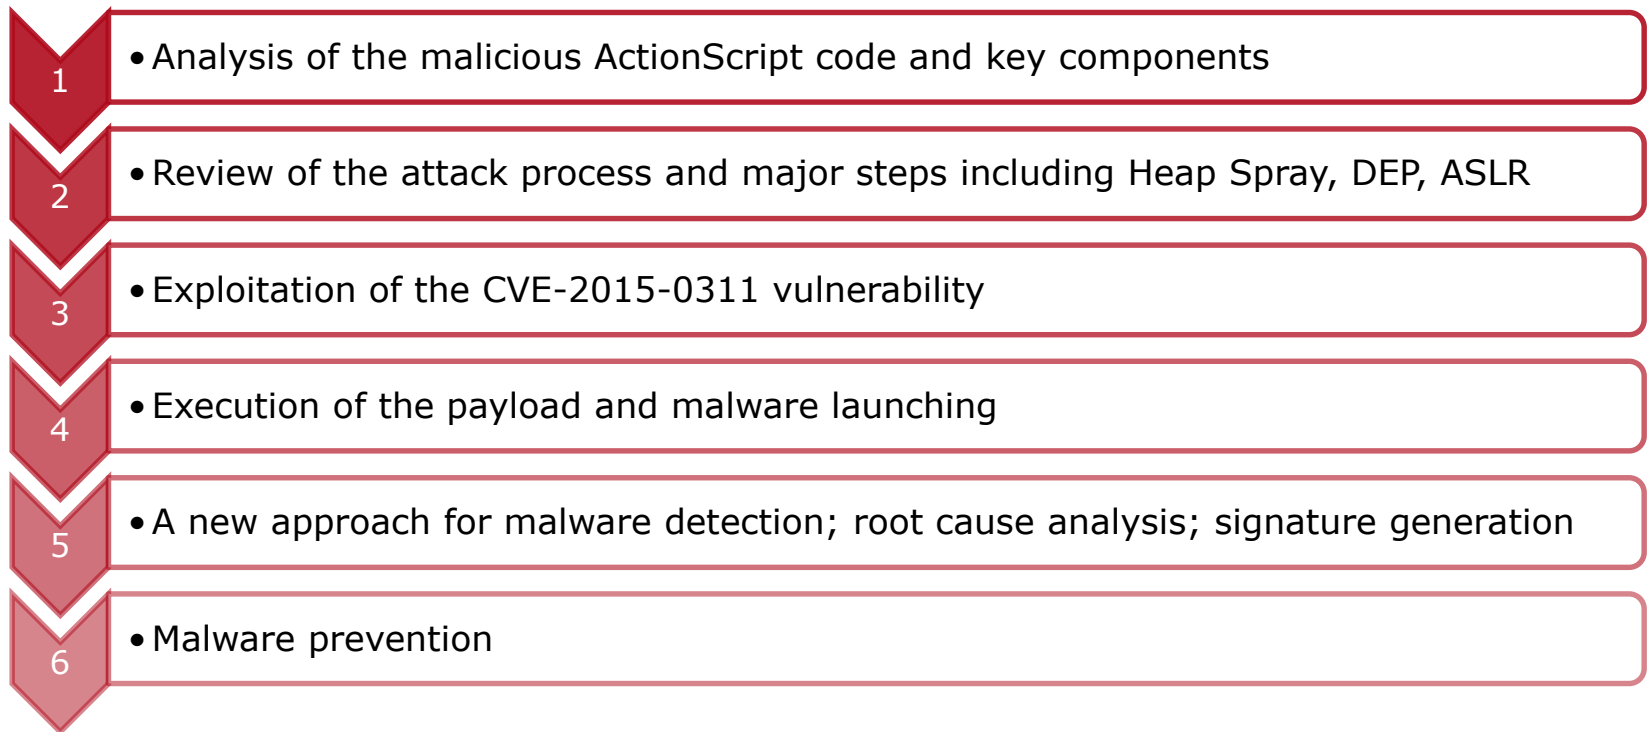 1
• Analysis of the malicious ActionScript code and key components
2
• Review of the attack process and major steps including Heap Spray, DEP, ASLR
3
• Exploitation of the CVE-2015-0311 vulnerability
4
• Execution of the payload and malware launching
5
• A new approach for malware detection; root cause analysis; signature generation
6
• Malware prevention